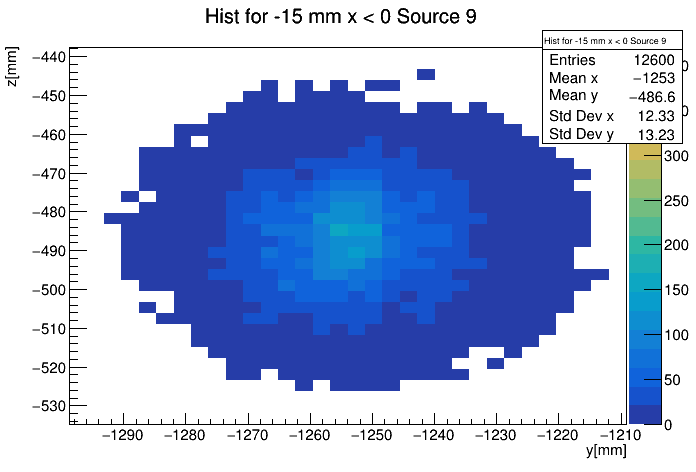 Hist for -15 mm x < 0 Source 9
z[mm]
−440
−450
−460
−470
−480
−490
−500
−510
−520
−530
−1290 −1280 −1270 −1260 −1250 −1240 −1230 −1220 −1210
y[mm]
Hist for -15 mm x < 0 Source 9
Entries 12600
Mean x −1253
Mean y −486.6
Std Dev x 12.33
Std Dev y 13.23
0
0
300
250
200
150
100
50
0